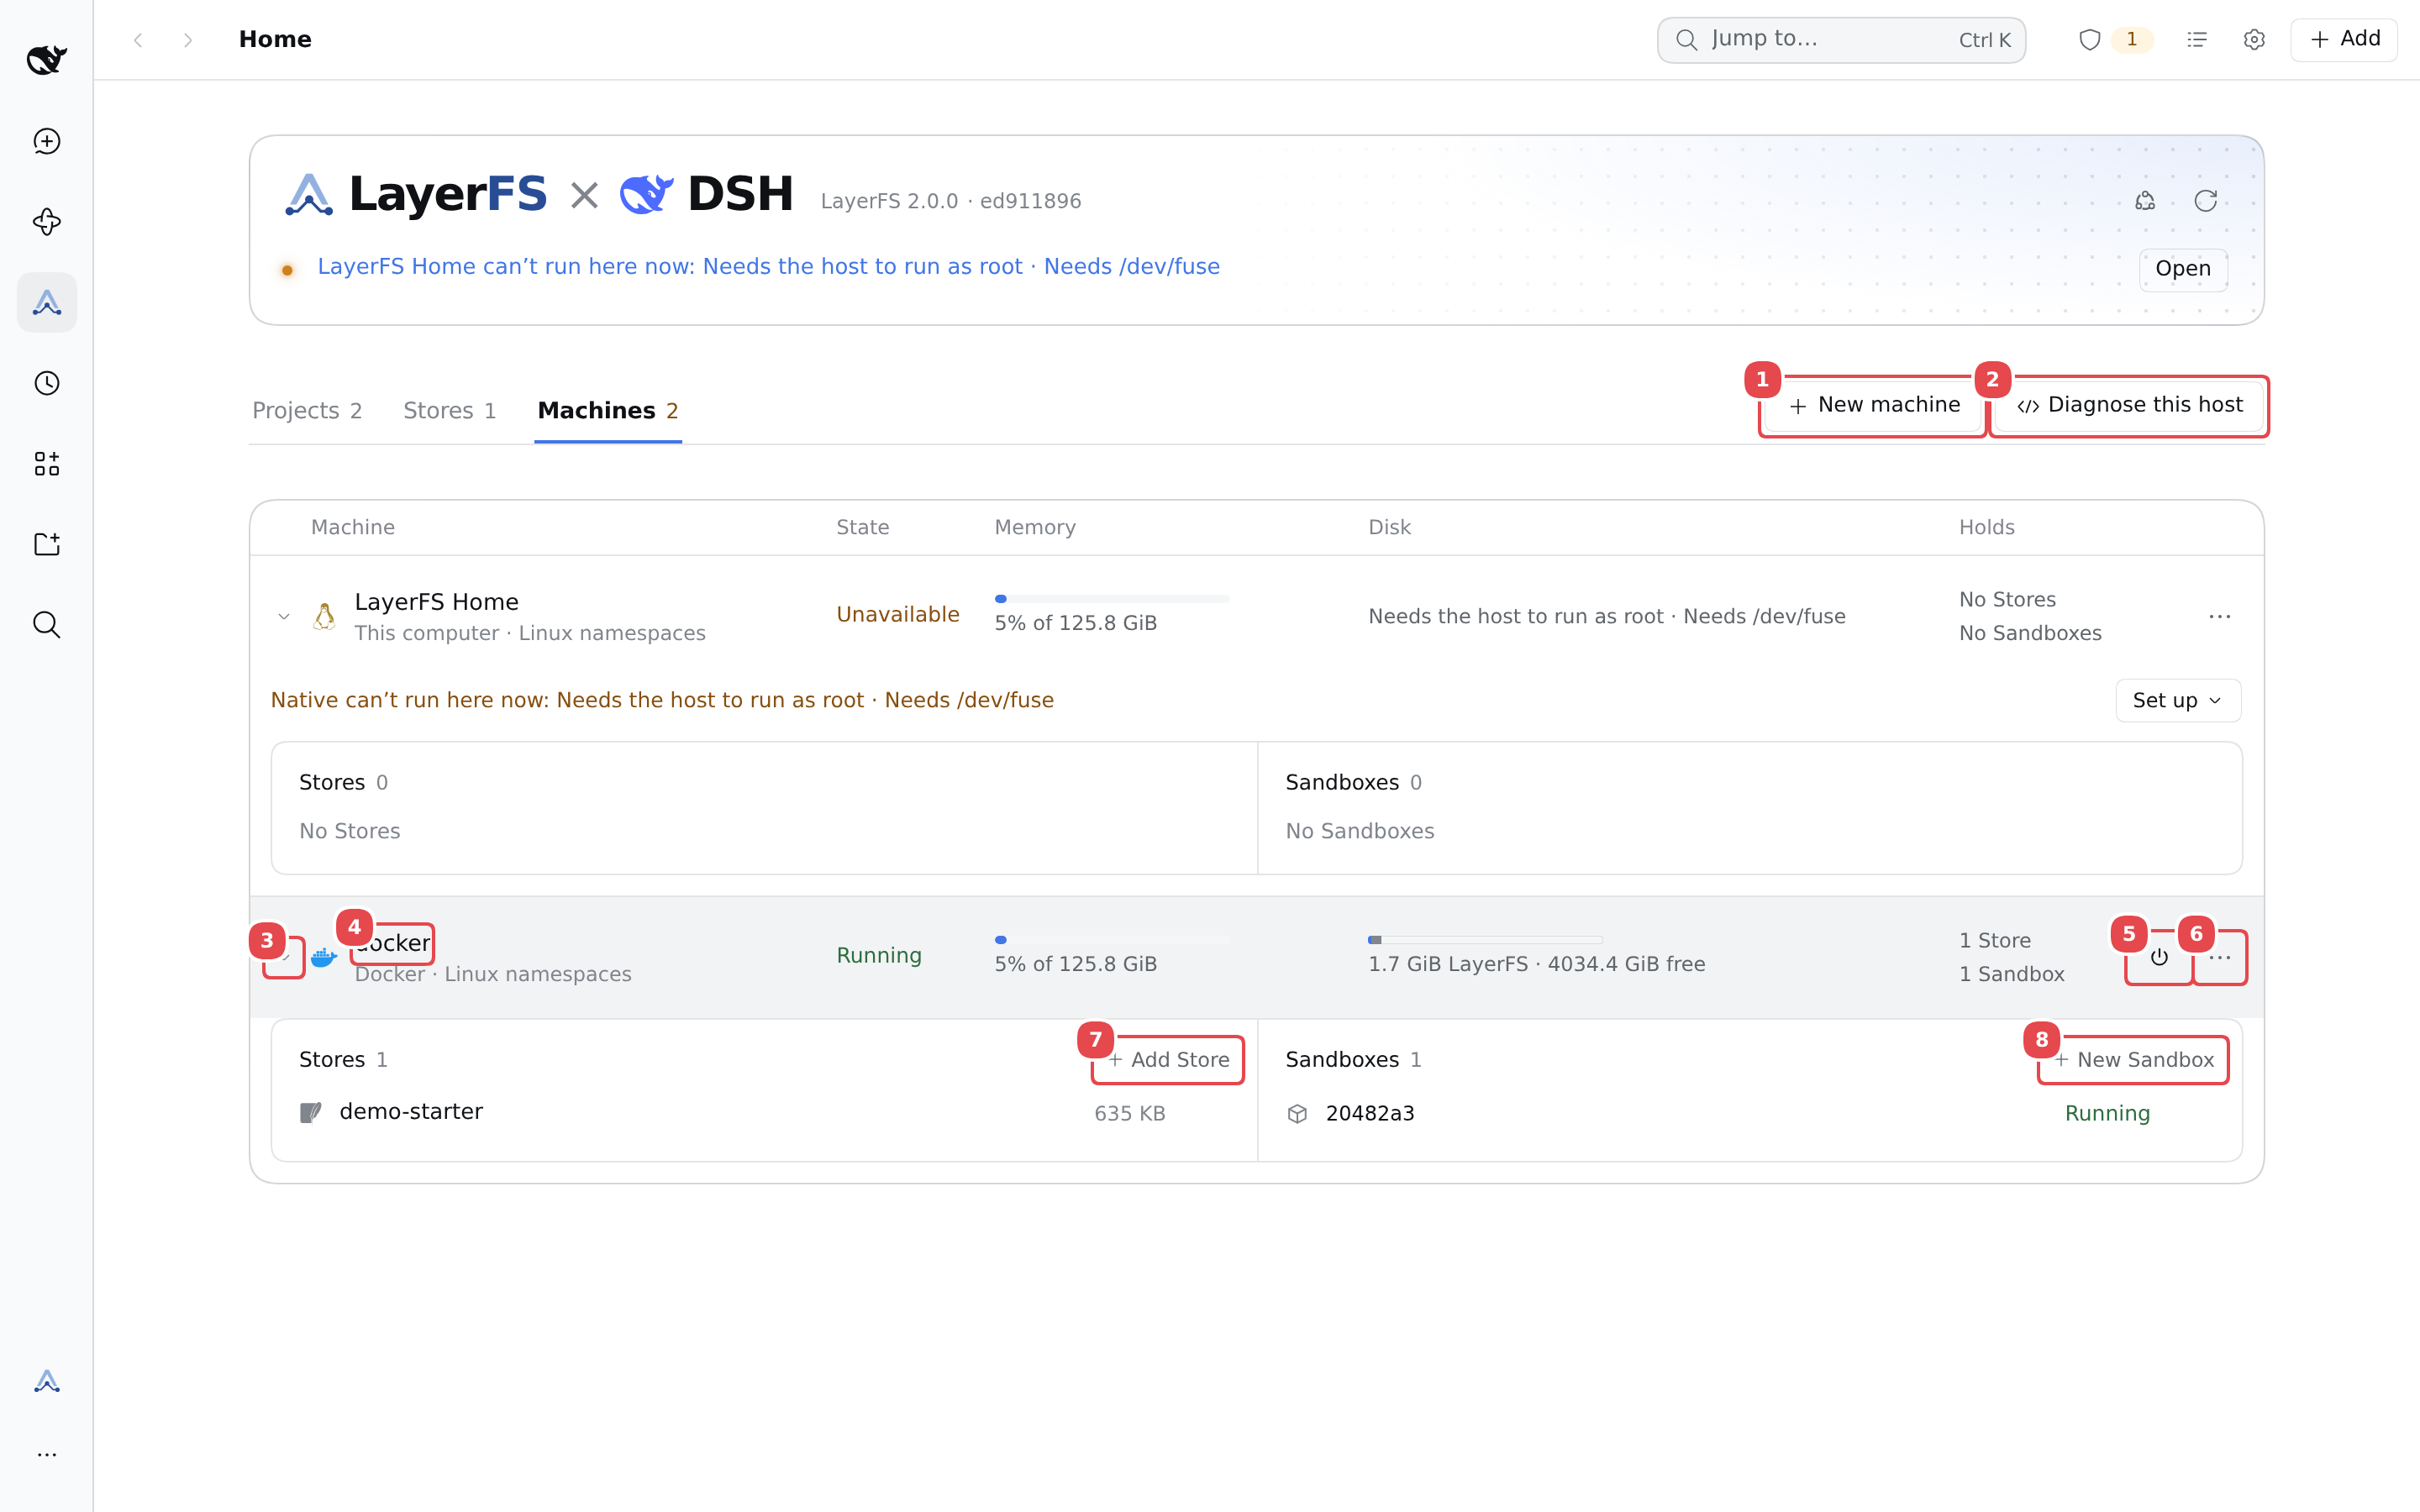 Home
Jump to...
Ctrl K
1
+ Add
LayerFS × DSH LayerFS 2.0.0 · ed911896
LayerFS Home can’t run here now: Needs the host to run as root · Needs /dev/fuse
Open
Projects 2
Stores 1
Machines 2
1
+ New machine
2
</> Diagnose this host
Machine
State
Memory
Disk
Holds
LayerFS Home
This computer · Linux namespaces
Unavailable
5% of 125.8 GiB
Needs the host to run as root · Needs /dev/fuse
No Stores
No Sandboxes
Native can’t run here now: Needs the host to run as root · Needs /dev/fuse
Set up
Stores 0
No Stores
Sandboxes 0
No Sandboxes
3
4
docker
Docker · Linux namespaces
Running
5% of 125.8 GiB
1.7 GiB LayerFS · 4034.4 GiB free
1 Store
1 Sandbox
5
6
Stores 1
7
+ Add Store
demo-starter
635 KB
Sandboxes 1
8
+ New Sandbox
20482a3
Running